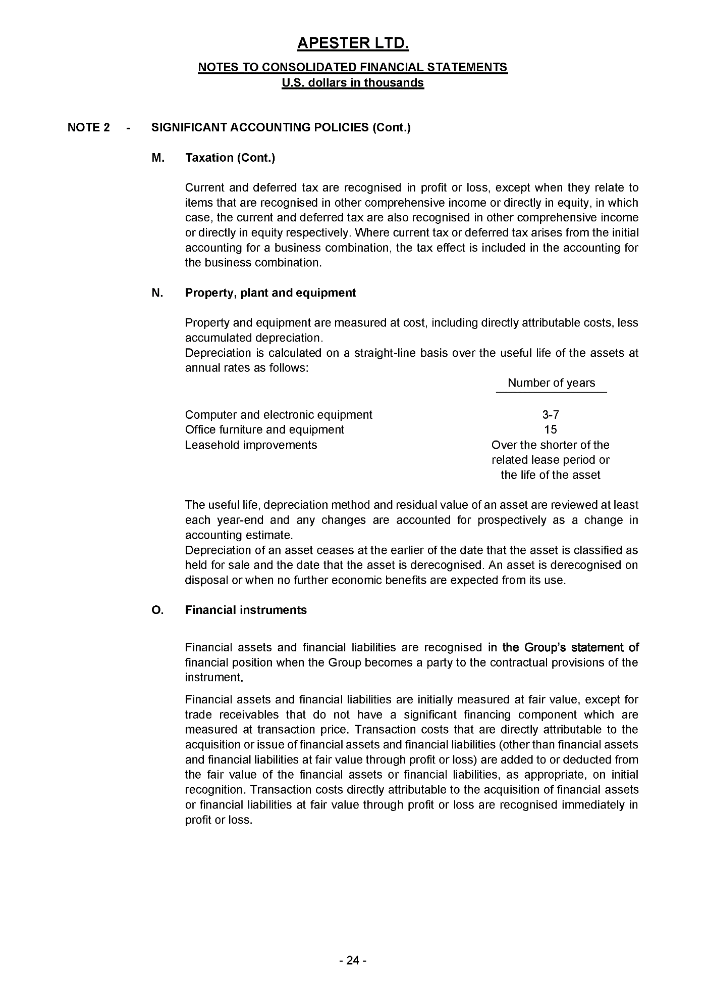 APESTER LTD.
NOTES TO CONSOLIDATED FINANCIAL STATEMENTS
U.S. dollars in thousands
NOTE 2 - SIGNIFICANT ACCOUNTING POLICIES (Cont.)
M. Taxation (Cont.)
Current and deferred tax are recognised in profit or loss, except when they relate to
items that are recognised in other comprehensive income or directly in equity, in which
case, the current and deferred tax are also recognised in other comprehensive income
or directly in equity respectively. Where current tax or deferred tax arises from the initial
accounting for a business combination, the tax effect is included in the accounting for
the business combination.
N. Property, plant and equipment
Property and equipment are measured at cost, including directly attributable costs, less
accumulated depreciation.
Depreciation is calculated on a straight-line basis over the useful life of the assets at
annual rates as follows:
Number of years
Computer and electronic equipment 3-7
Office furniture and equipment 15
Leasehold improvements Over the shorter of the
related lease period or
the life of the asset
The useful life, depreciation method and residual value of an asset are reviewed at least
each year-end and any changes are accounted for prospectively as a change in
accounting estimate.
Depreciation of an asset ceases at the earlier of the date that the asset is classified as
held for sale and the date that the asset is derecognised. An asset is derecognised on
disposal or when no further economic benefits are expected from its use.
O. Financial instruments
Financial assets and financial liabilities are recognised in the Group's statement of
financial position when the Group becomes a party to the contractual provisions of the
instrument.
Financial assets and financial liabilities are initially measured at fair value, except for
trade receivables that do not have a significant financing component which are
measured at transaction price. Transaction costs that are directly attributable to the
acquisition or issue of financial assets and financial liabilities (other than financial assets
and financial liabilities at fair value through profit or loss) are added to or deducted from
the fair value of the financial assets or financial liabilities, as appropriate, on initial
recognition. Transaction costs directly attributable to the acquisition of financial assets
or financial liabilities at fair value through profit or loss are recognised immediately in
profit or loss.
- 24 -